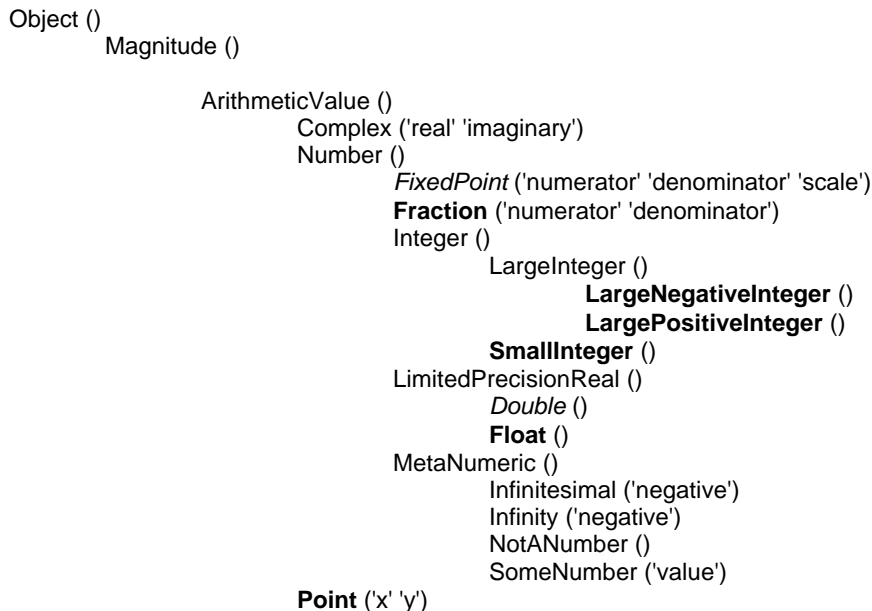 Object ()
Magnitude ()
ArithmeticValue ()
Complex ('real' 'imaginary')
Number ()
FixedPoint ('numerator' 'denominator' 'scale')
Fraction ('numerator' 'denominator')
Integer ()
LargeInteger ()
LargeNegativeInteger ()
LargePositiveInteger ()
SmallInteger ()
LimitedPrecisionReal ()
Double ()
Float ()
MetaNumeric ()
Infinitesimal ('negative')
Infinity ('negative')
NotANumber ()
SomeNumber ('value')
Point ('x' 'y')